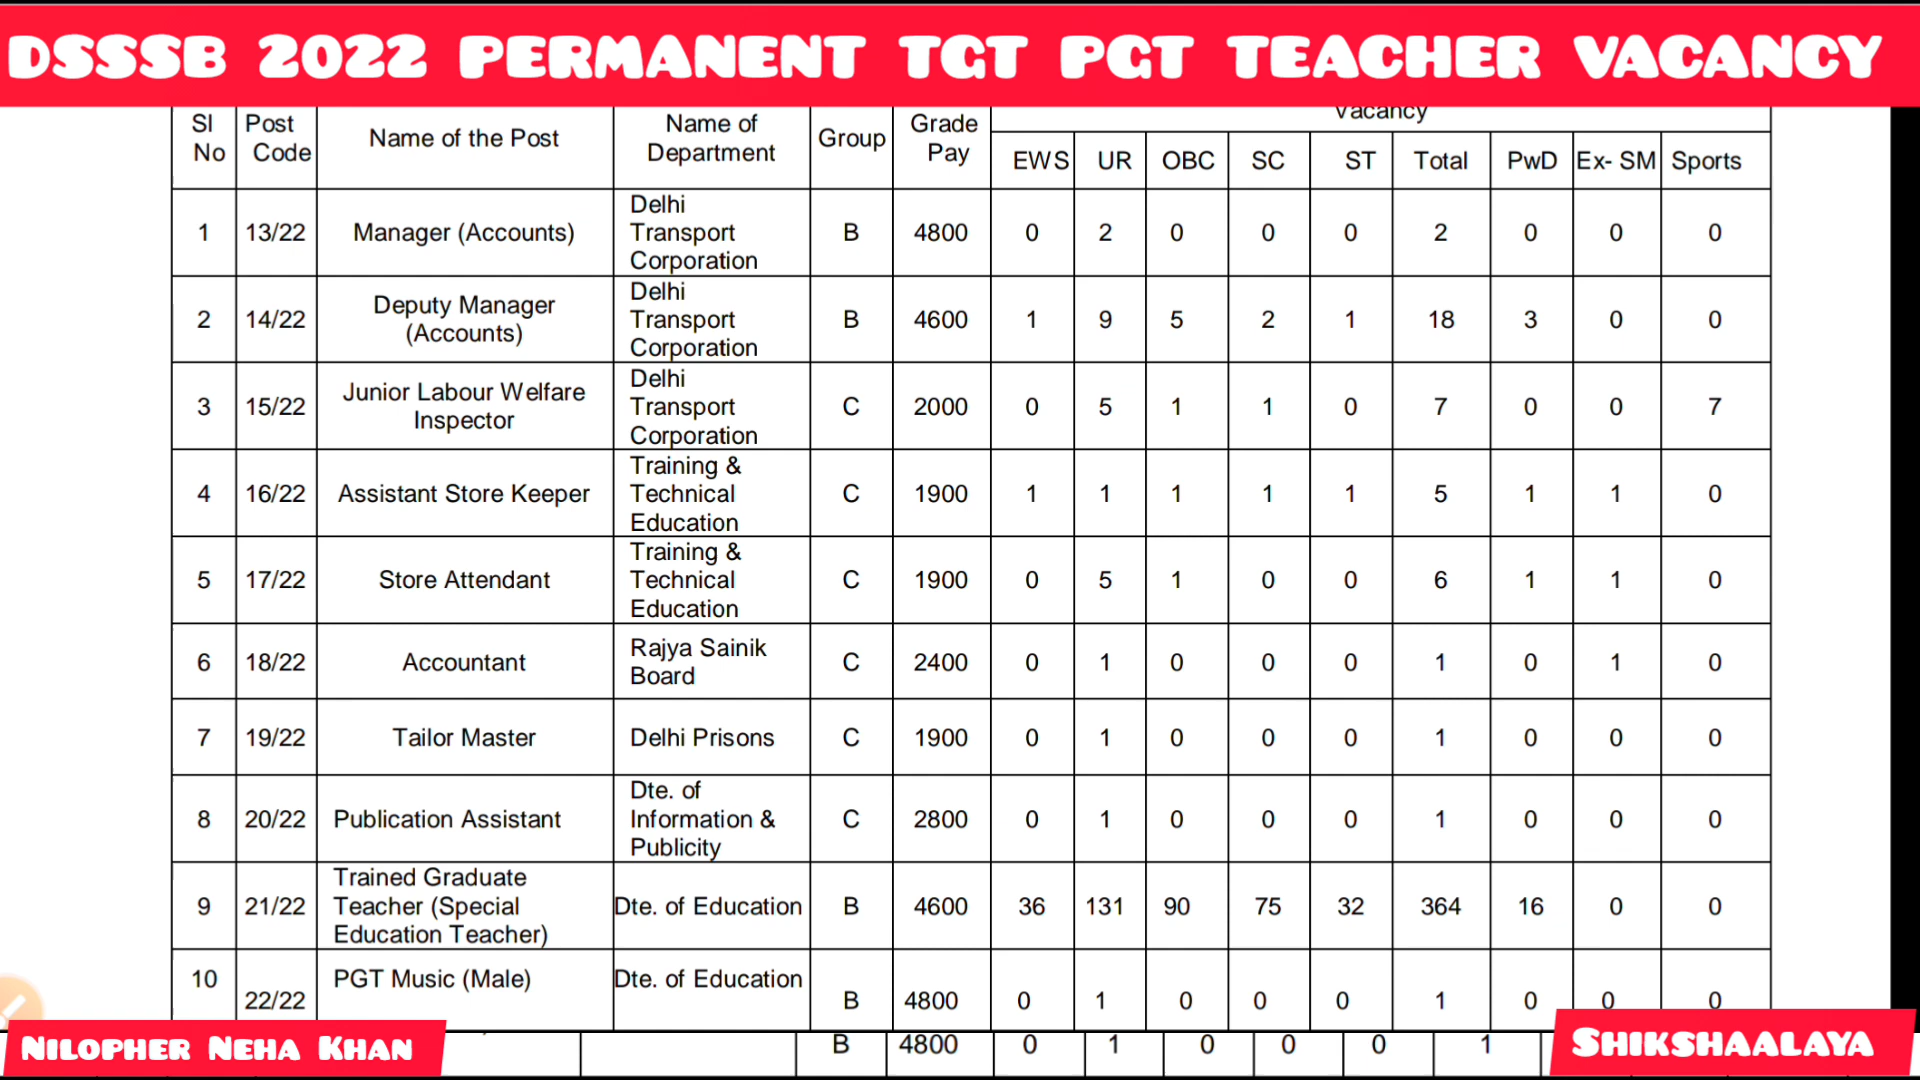 DSSSB 2022 PERMANENT TGT PGT TEACHER VACANCY
Sl No Post Code Name of the Post Name of Department Group Grade Pay Vacancy
EWS UR OBC SC ST Total PwD Ex- SM Sports
1 13/22 Manager (Accounts) Delhi Transport Corporation B 4800 0 2 0 0 0 2 0 0 0
2 14/22 Deputy Manager (Accounts) Delhi Transport Corporation B 4600 1 9 5 2 1 18 3 0 0
3 15/22 Junior Labour Welfare Inspector Delhi Transport Corporation C 2000 0 5 1 1 0 7 0 0 7
4 16/22 Assistant Store Keeper Training & Technical Education C 1900 1 1 1 1 1 5 1 1 0
5 17/22 Store Attendant Training & Technical Education C 1900 0 5 1 0 0 6 1 1 0
6 18/22 Accountant Rajya Sainik Board C 2400 0 1 0 0 0 1 0 1 0
7 19/22 Tailor Master Delhi Prisons C 1900 0 1 0 0 0 1 0 0 0
8 20/22 Publication Assistant Dte. of Information & Publicity C 2800 0 1 0 0 0 1 0 0 0
9 21/22 Trained Graduate Teacher (Special Education Teacher) Dte. of Education B 4600 36 131 90 75 32 364 16 0 0
10 22/22 PGT Music (Male) Dte. of Education B 4800 0 1 0 0 0 1 0 0 0
B 4800 0 1 0 0 0 1
NILOPHER NEHA KHAN
SHIKSHAALAYA